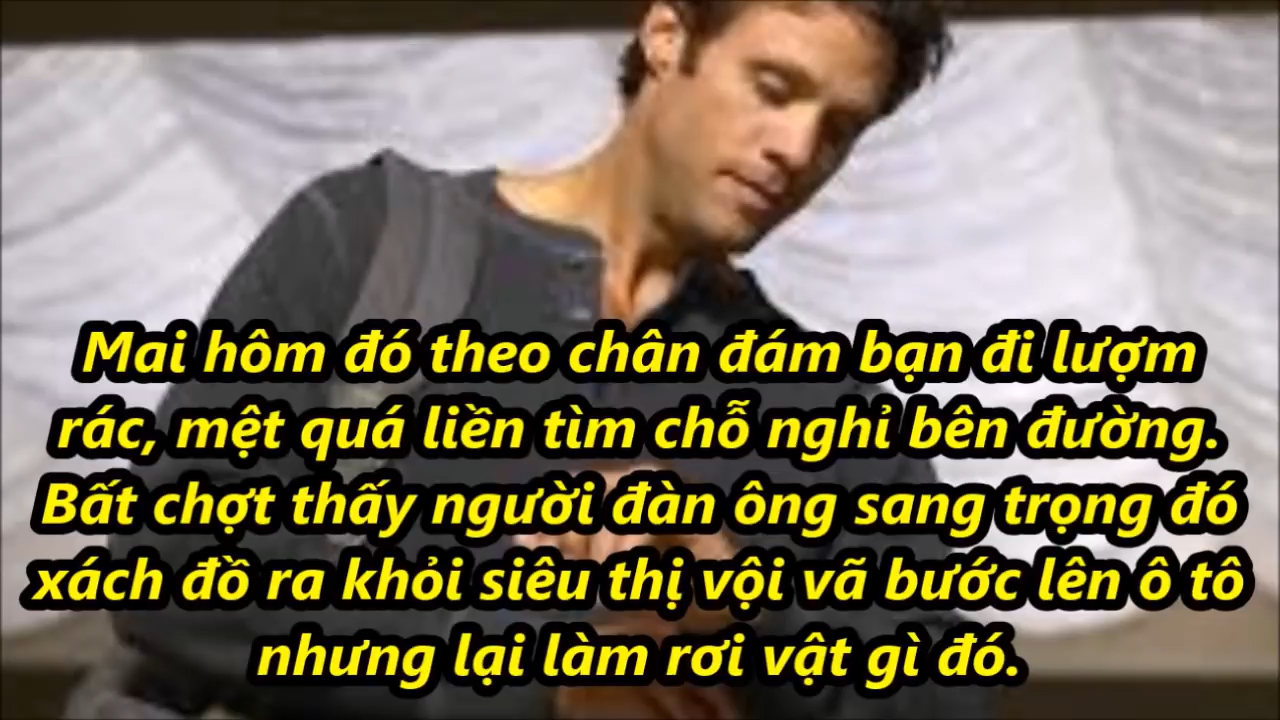 Mai hôm đó theo chân đám bạn đi lượm
rác, mệt quá liền tìm chỗ nghỉ bên đường.
Bất chợt thấy người đàn ông sang trọng đó
xách đồ ra khỏi siêu thị vội vã bước lên ô tô
nhưng lại làm rơi vật gì đó.